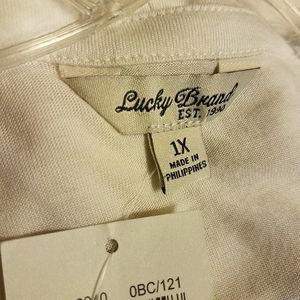 Lucky Brand
EST. 1990
1X
MADE IN
PHILIPPINES
0BC/121